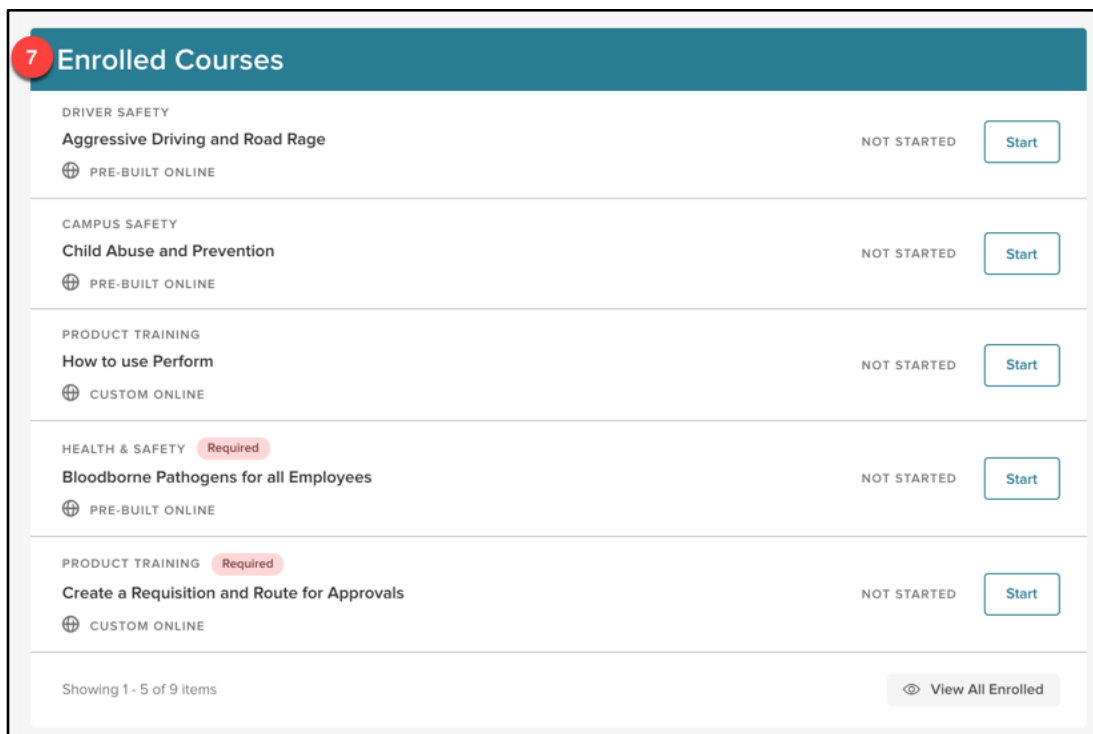 7 Enrolled Courses
DRIVER SAFETY
Aggressive Driving and Road Rage
NOT STARTED Start
PRE-BUILT ONLINE
CAMPUS SAFETY
Child Abuse and Prevention
NOT STARTED Start
PRE-BUILT ONLINE
PRODUCT TRAINING
How to use Perform
NOT STARTED Start
CUSTOM ONLINE
HEALTH & SAFETY Required
Bloodborne Pathogens for all Employees
NOT STARTED Start
PRE-BUILT ONLINE
PRODUCT TRAINING Required
Create a Requisition and Route for Approvals
NOT STARTED Start
CUSTOM ONLINE
Showing 1 - 5 of 9 items View All Enrolled